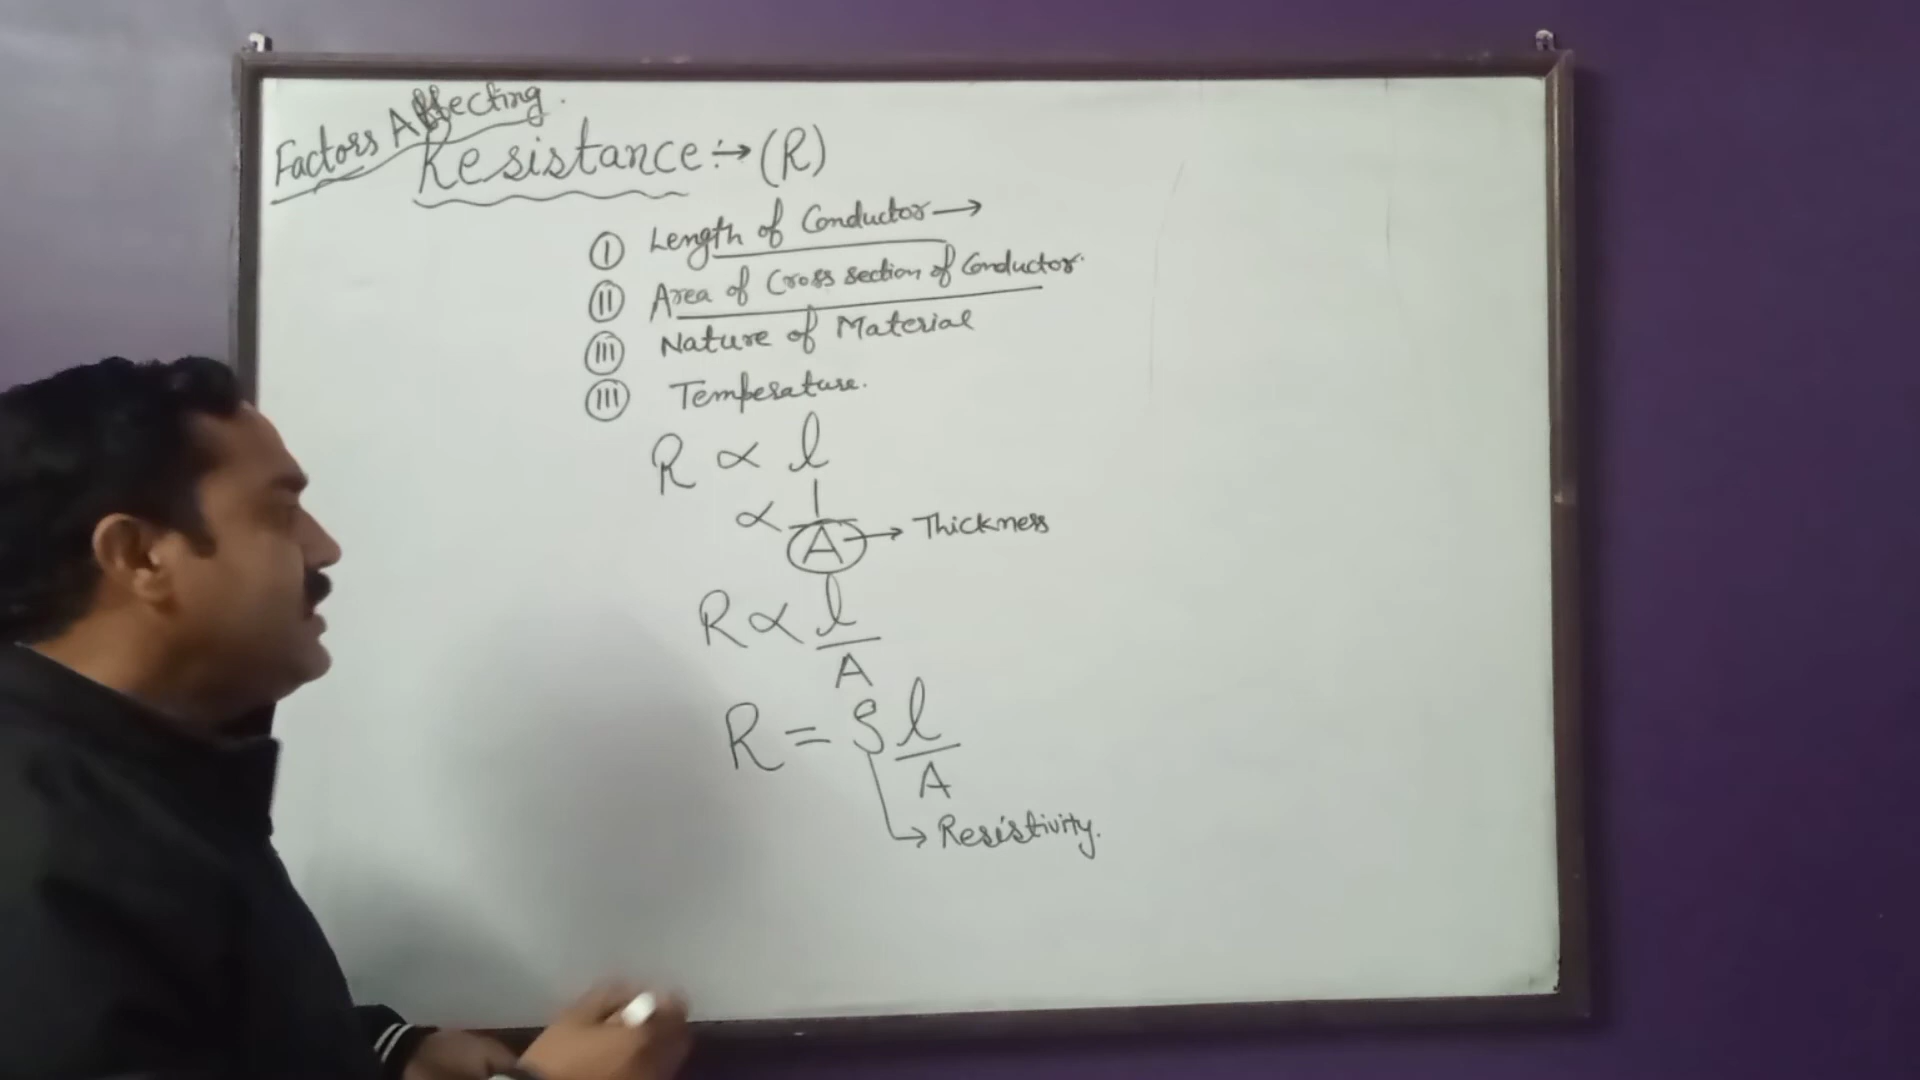 Factors Affecting.
Resistance :→ (R)
(I) Length of Conductor →
(II) Area of Cross section of Conductor.
(III) Nature of Material
(III) Temperature.
R ∝ l
∝ 1/A → Thickness
R ∝ l/A
R = ρ l/A
→ Resistivity.